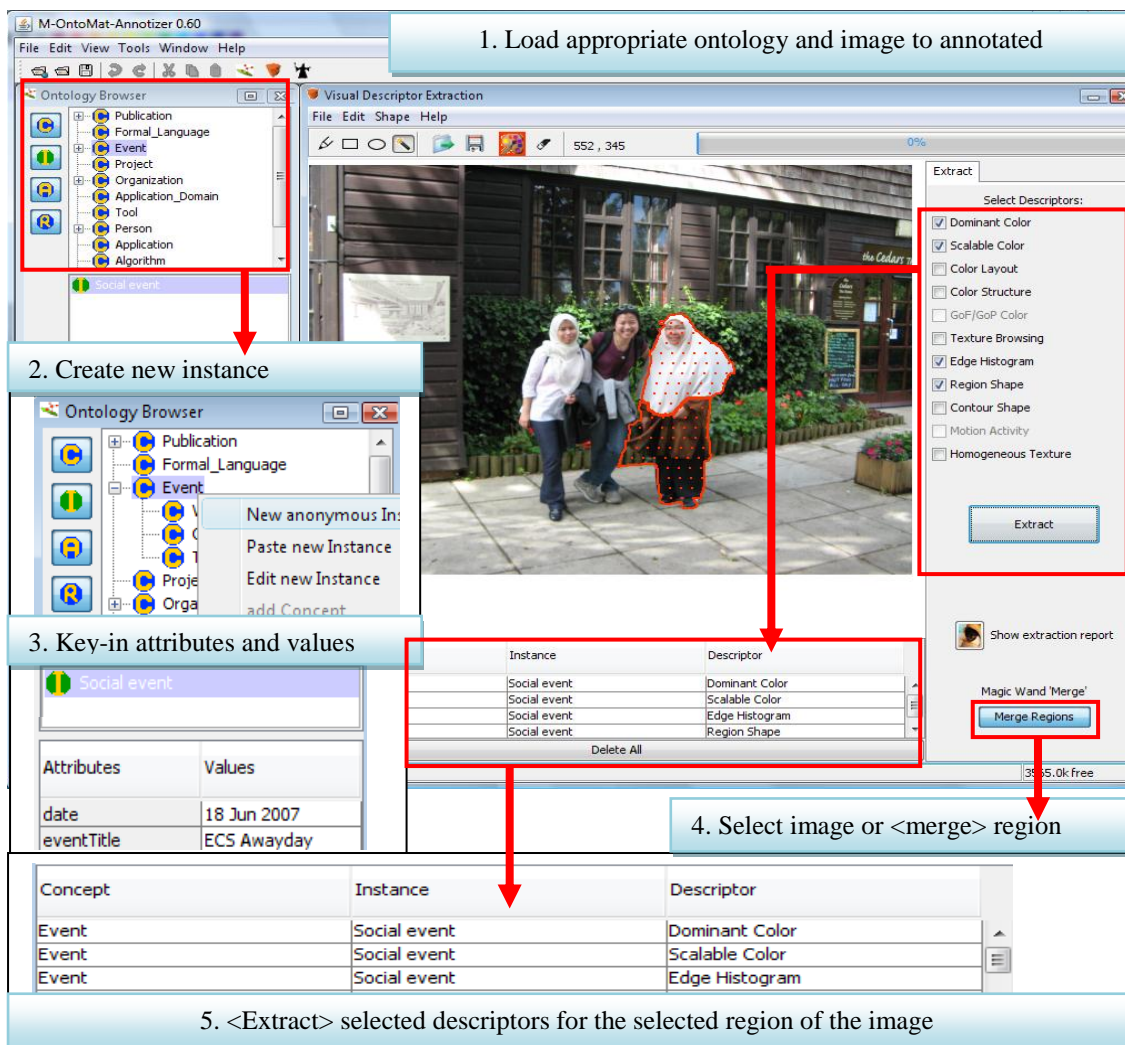 M-OntoMat-Annotizer 0.60
1. Load appropriate ontology and image to annotated
File Edit View Tools Window Help
Ontology Browser
Publication
Formal_Language
Event
Project
Organization
Application_Domain
Tool
Person
Application
Algorithm
Social event
Visual Descriptor Extraction
File Edit Shape Help
552 , 345
0%
the Cedars
Extract
Select Descriptors:
Dominant Color
Scalable Color
Color Layout
Color Structure
GoF/GoP Color
Texture Browsing
Edge Histogram
Region Shape
Contour Shape
Motion Activity
Homogeneous Texture
Extract
Show extraction report
Magic Wand 'Merge'
Merge Regions
2. Create new instance
Ontology Browser
Publication
Formal_Language
Event
New anonymous Ins
Paste new Instance
Edit new Instance
add Concept
Proje
Orga
3. Key-in attributes and values
Social event
Attributes Values
date 18 Jun 2007
eventTitle ECS Awayday
Instance Descriptor
Social event Dominant Color
Social event Scalable Color
Social event Edge Histogram
Social event Region Shape
Delete All
free
4. Select image or <merge> region
Concept Instance Descriptor
Event Social event Dominant Color
Event Social event Scalable Color
Event Social event Edge Histogram
5. <Extract> selected descriptors for the selected region of the image